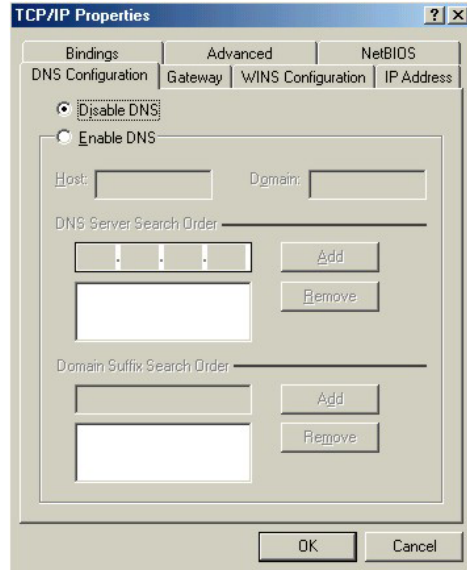 TCP/IP Properties
? ×
Bindings Advanced NetBIOS
DNS Configuration Gateway WINS Configuration IP Address
Disable DNS
Enable DNS
Host: Domain:
DNS Server Search Order
. . .
Add
Remove
Domain Suffix Search Order
Add
Remove
OK Cancel